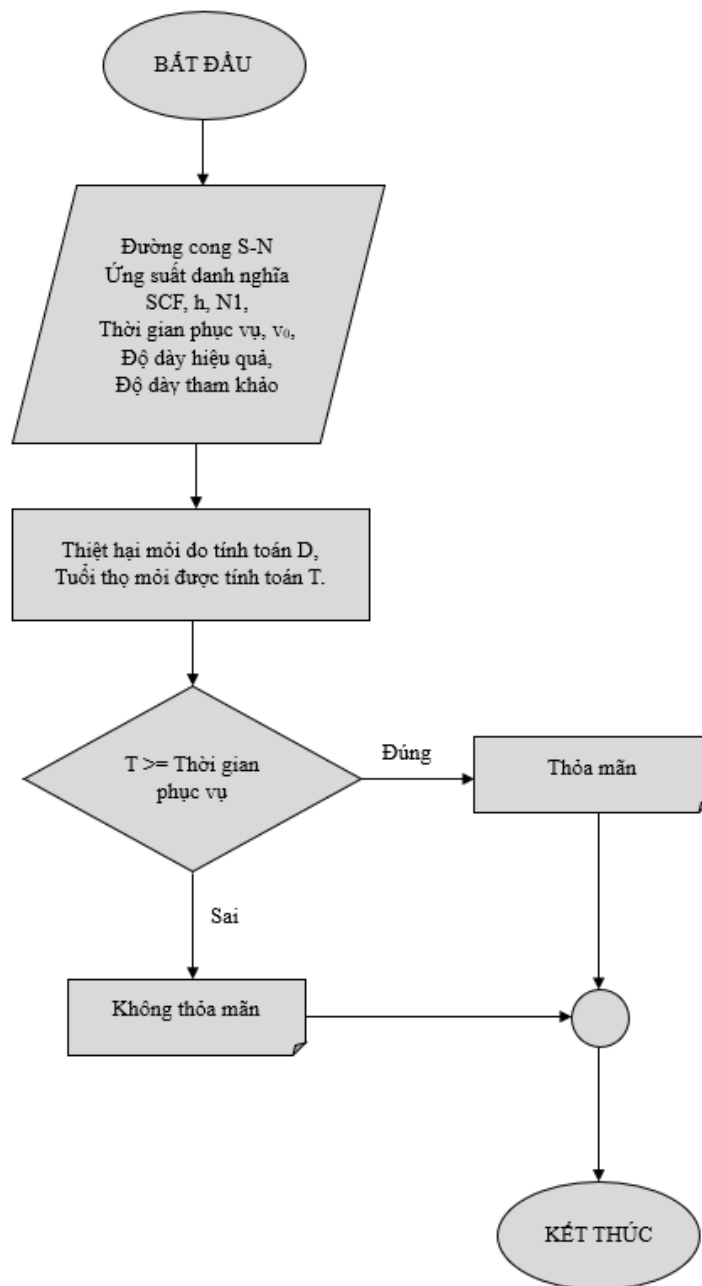 BẮT ĐẦU
Đường cong S-N
Ứng suất danh nghĩa
SCF, h, N1,
Thời gian phục vụ, v₀,
Độ dày hiệu quả,
Độ dày tham khảo
Thiệt hại mỏi do tính toán D,
Tuổi thọ mỏi được tính toán T.
T >= Thời gian
phục vụ
Đúng
Thỏa mãn
Sai
Không thỏa mãn
KẾT THÚC